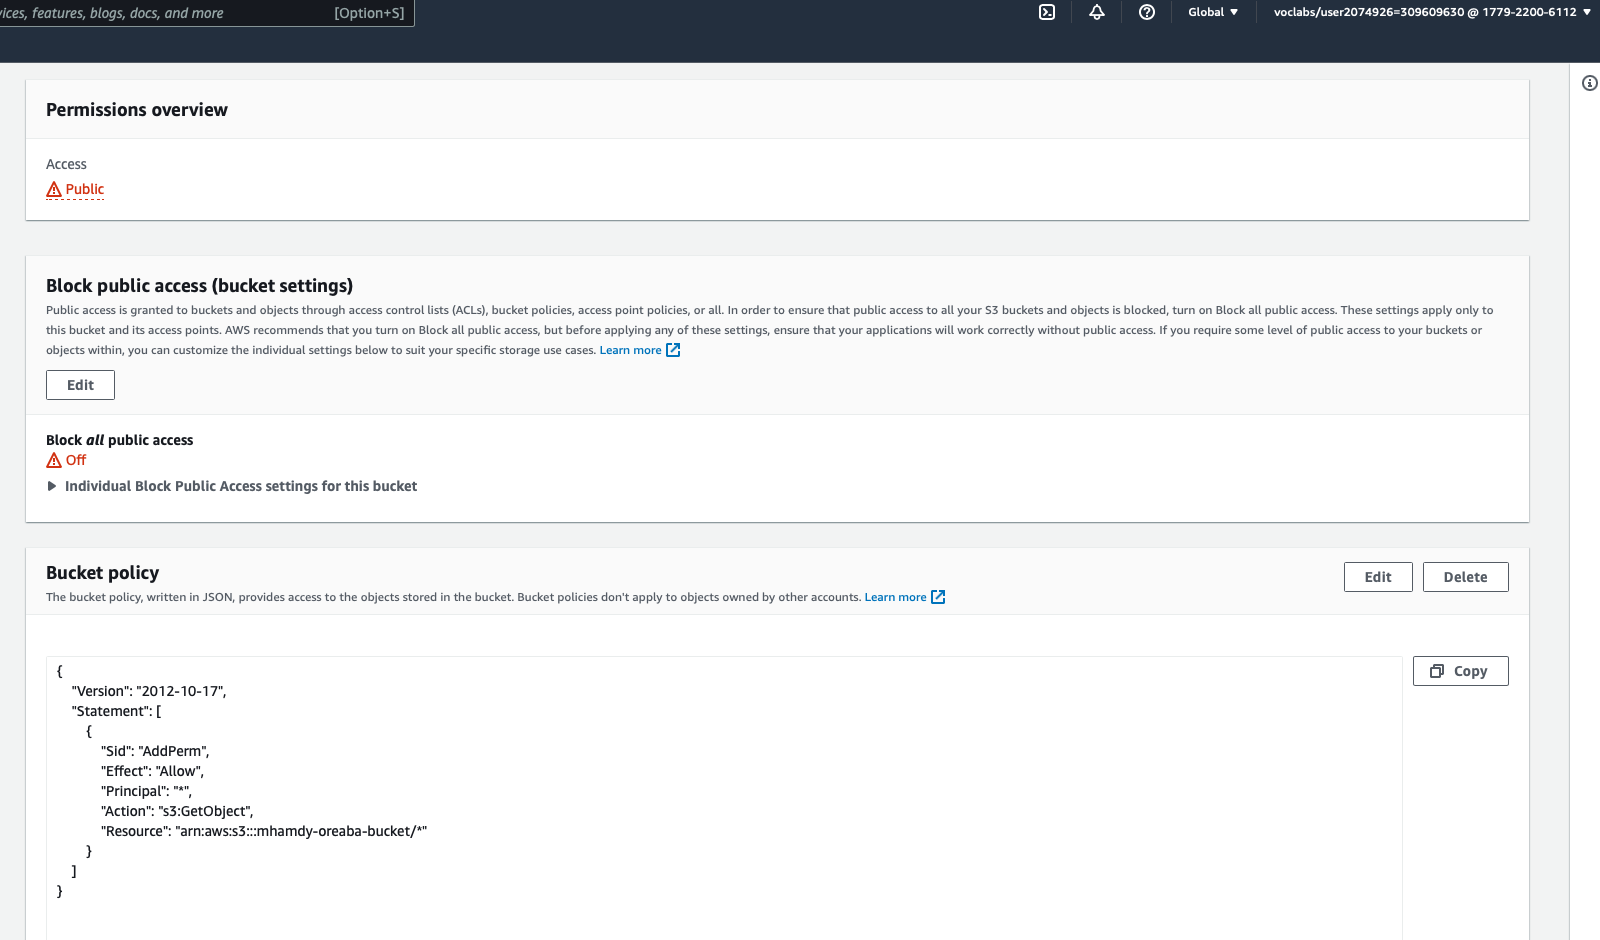 vices, features, blogs, docs, and more [Option+S] Global voclabs/user2074926=309609630 @ 1779-2200-6112
Permissions overview
Access
Public
Block public access (bucket settings)
Public access is granted to buckets and objects through access control lists (ACLs), bucket policies, access point policies, or all. In order to ensure that public access to all your S3 buckets and objects is blocked, turn on Block all public access. These settings apply only to
this bucket and its access points. AWS recommends that you turn on Block all public access, but before applying any of these settings, ensure that your applications will work correctly without public access. If you require some level of public access to your buckets or
objects within, you can customize the individual settings below to suit your specific storage use cases. Learn more
Edit
Block all public access
Off
Individual Block Public Access settings for this bucket
Bucket policy
Edit Delete
The bucket policy, written in JSON, provides access to the objects stored in the bucket. Bucket policies don't apply to objects owned by other accounts. Learn more
Copy
{
"Version": "2012-10-17",
"Statement": [
{
"Sid": "AddPerm",
"Effect": "Allow",
"Principal": "*",
"Action": "s3:GetObject",
"Resource": "arn:aws:s3:::mhamdy-oreaba-bucket/*"
}
]
}